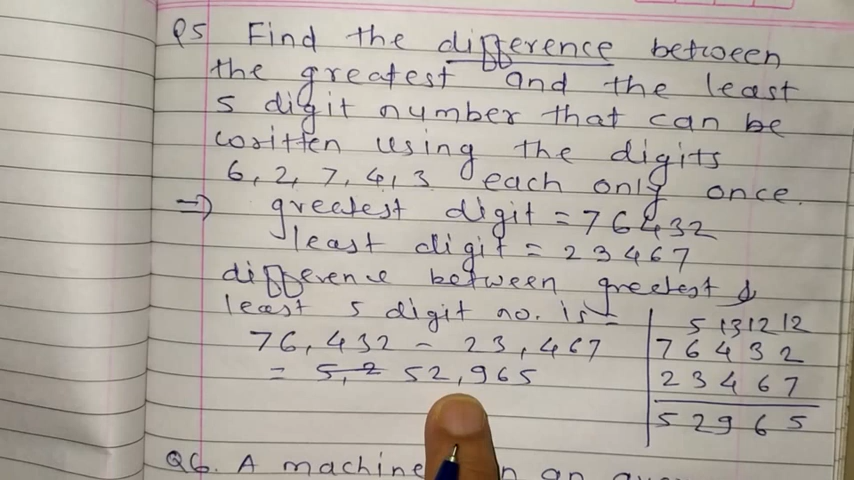 Q5 Find the difference between
the greatest and the least
5 digit number that can be
written using the digits
6, 2, 7, 4, 3 each only once.
=> greatest digit = 76432
least digit = 23467
difference between greatest &
least 5 digit no. is =
76,432 - 23,467
= 5,2 52,965
5 13 12 12
7 6 4 3 2
2 3 4 6 7
5 2 9 6 5
Q6. A machine an